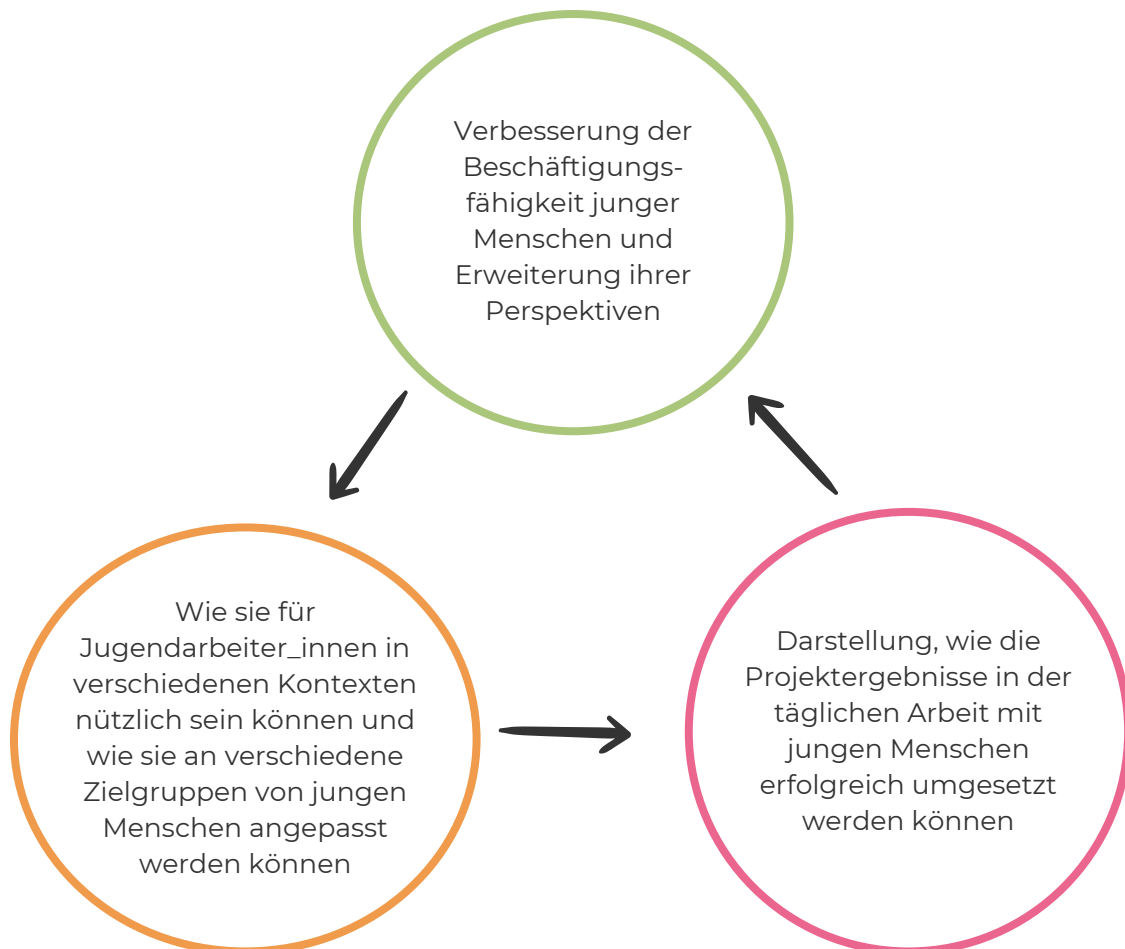 Verbesserung der
Beschäftigungs-
fähigkeit junger
Menschen und
Erweiterung ihrer
Perspektiven
Wie sie für
Jugendarbeiter_innen in
verschiedenen Kontexten
nützlich sein können und
wie sie an verschiedene
Zielgruppen von jungen
Menschen angepasst
werden können
Darstellung, wie die
Projektergebnisse in der
täglichen Arbeit mit
jungen Menschen
erfolgreich umgesetzt
werden können